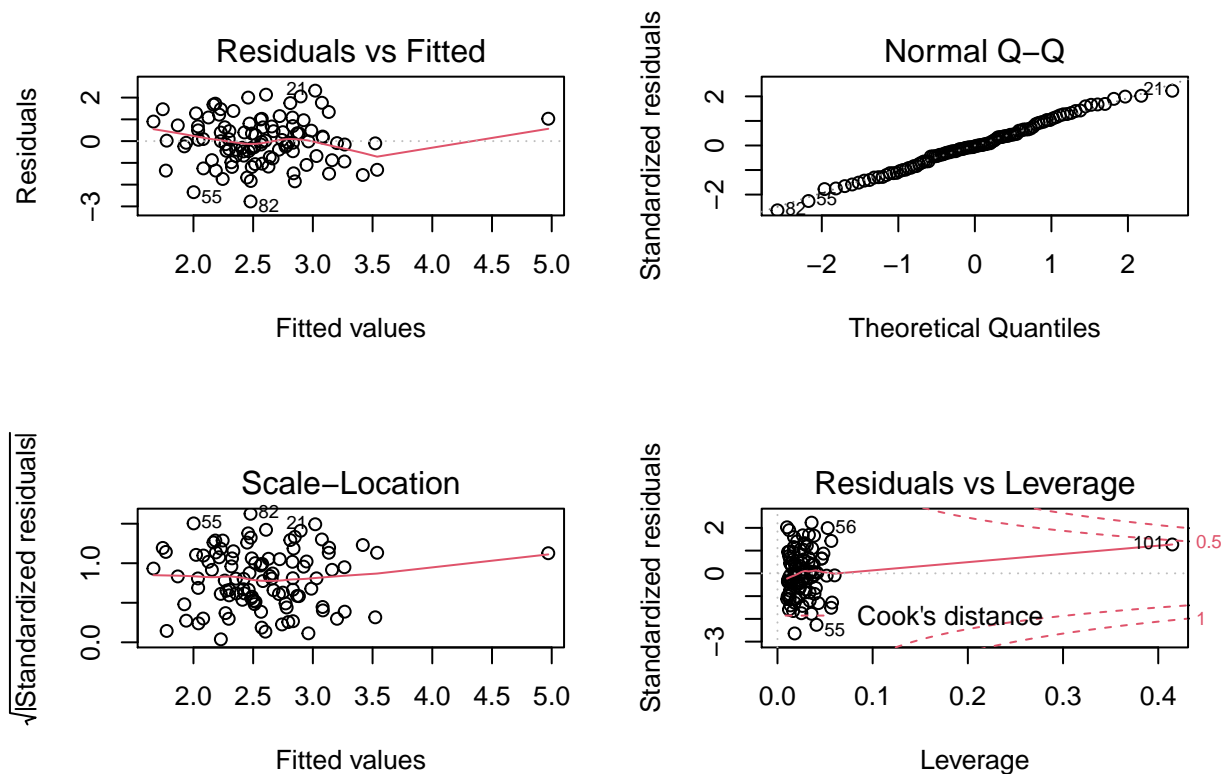 Residuals vs Fitted
Residuals
2
0
−3
21
55
82
2.0 2.5 3.0 3.5 4.0 4.5 5.0
Fitted values
Normal Q−Q
Standardized residuals
2
0
−2
21
55
82
−2 −1 0 1 2
Theoretical Quantiles
Scale−Location
√|Standardized residuals|
1.0
0.0
55
82
21
2.0 2.5 3.0 3.5 4.0 4.5 5.0
Fitted values
Residuals vs Leverage
Standardized residuals
2
0
−3
56
101
0.5
Cook's distance
55
1
0.0 0.1 0.2 0.3 0.4
Leverage